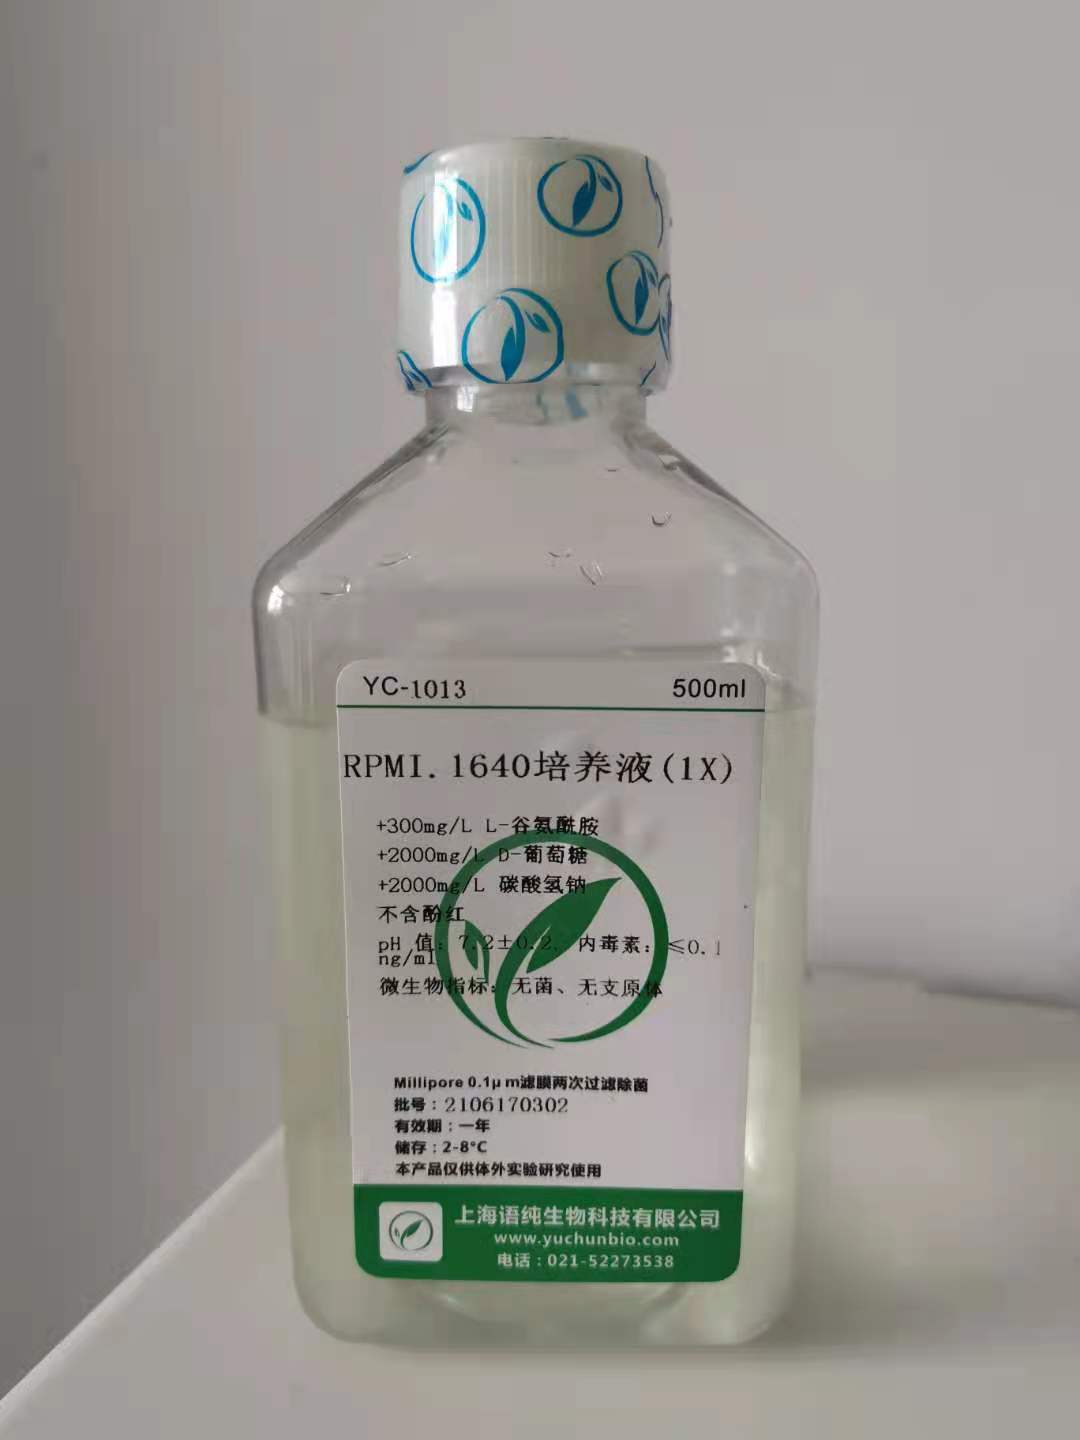 YC-1013 500ml
RPMI. 1640培养液(1X)
+300mg/L L-谷氨酰胺
+2000mg/L D-葡萄糖
+2000mg/L 碳酸氢钠
不含酚红
pH 值: 7.2±0.2. 内毒素: ≤0.1
ng/ml
微生物指标: 无菌、无支原体
Millipore 0.1μm滤膜两次过滤除菌
批号：2106170302
有效期：一年
储存：2-8°C
本产品仅供体外实验研究使用
上海语纯生物科技有限公司
www.yuchunbio.com
电话：021-52273538